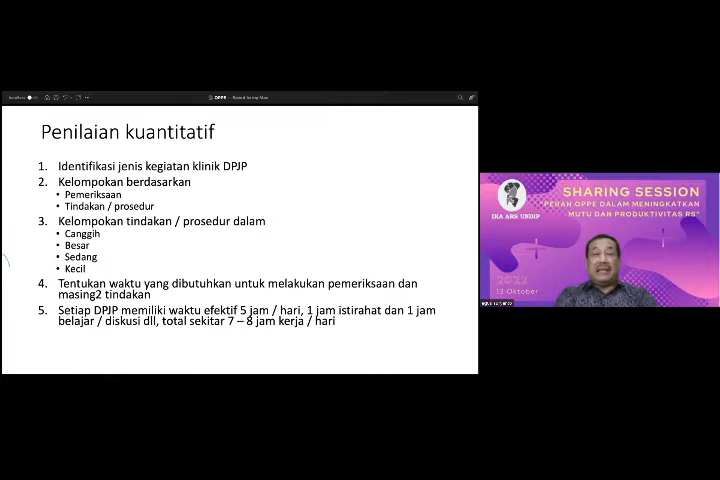 OPPE — Saved to my Mac
Penilaian kuantitatif
1. Identifikasi jenis kegiatan klinik DPJP
2. Kelompokan berdasarkan
• Pemeriksaan
• Tindakan / prosedur
3. Kelompokan tindakan / prosedur dalam
• Canggih
• Besar
• Sedang
• Kecil
4. Tentukan waktu yang dibutuhkan untuk melakukan pemeriksaan dan
masing2 tindakan
5. Setiap DPJP memiliki waktu efektif 5 jam / hari, 1 jam istirahat dan 1 jam
belajar / diskusi dll, total sekitar 7 – 8 jam kerja / hari
IKA ARS UNDIP
SHARING SESSION
PERAN OPPE DALAM MENINGKATKAN
MUTU DAN PRODUKTIVITAS RS"
2022
13 Oktober
agus suryanto